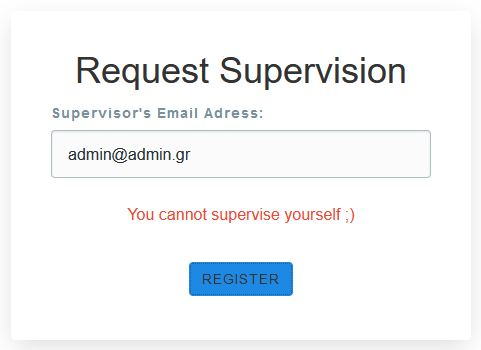 Request Supervision
Supervisor's Email Adress:
admin@admin.gr
You cannot supervise yourself ;)
REGISTER